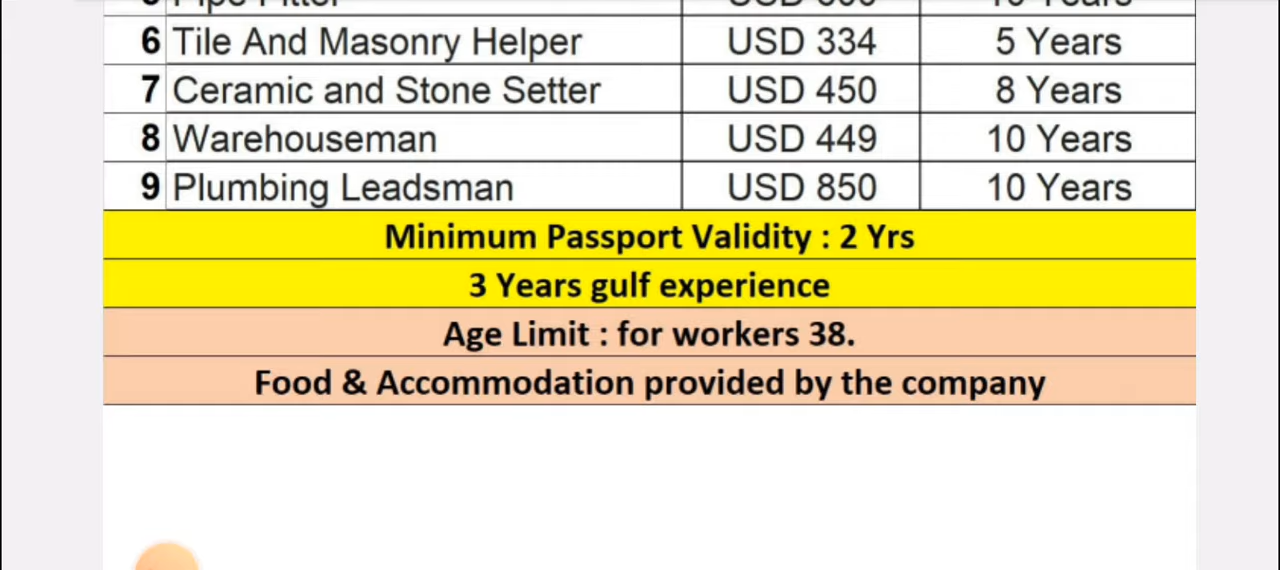 6 Tile And Masonry Helper USD 334 5 Years
7 Ceramic and Stone Setter USD 450 8 Years
8 Warehouseman USD 449 10 Years
9 Plumbing Leadsman USD 850 10 Years
Minimum Passport Validity : 2 Yrs
3 Years gulf experience
Age Limit : for workers 38.
Food & Accommodation provided by the company